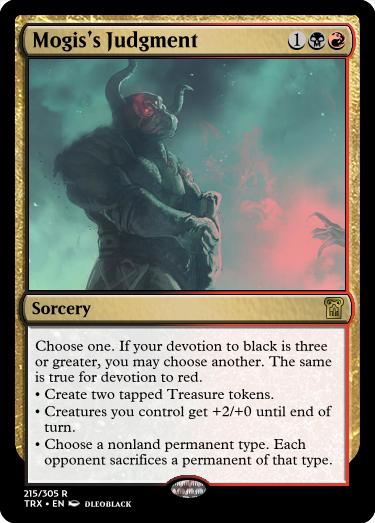 Mogis's Judgment 1
Sorcery
Choose one. If your devotion to black is three
or greater, you may choose another. The same
is true for devotion to red.
• Create two tapped Treasure tokens.
• Creatures you control get +2/+0 until end of
turn.
• Choose a nonland permanent type. Each
opponent sacrifices a permanent of that type.
215/305 R
TRX • EN DLEOBLACK